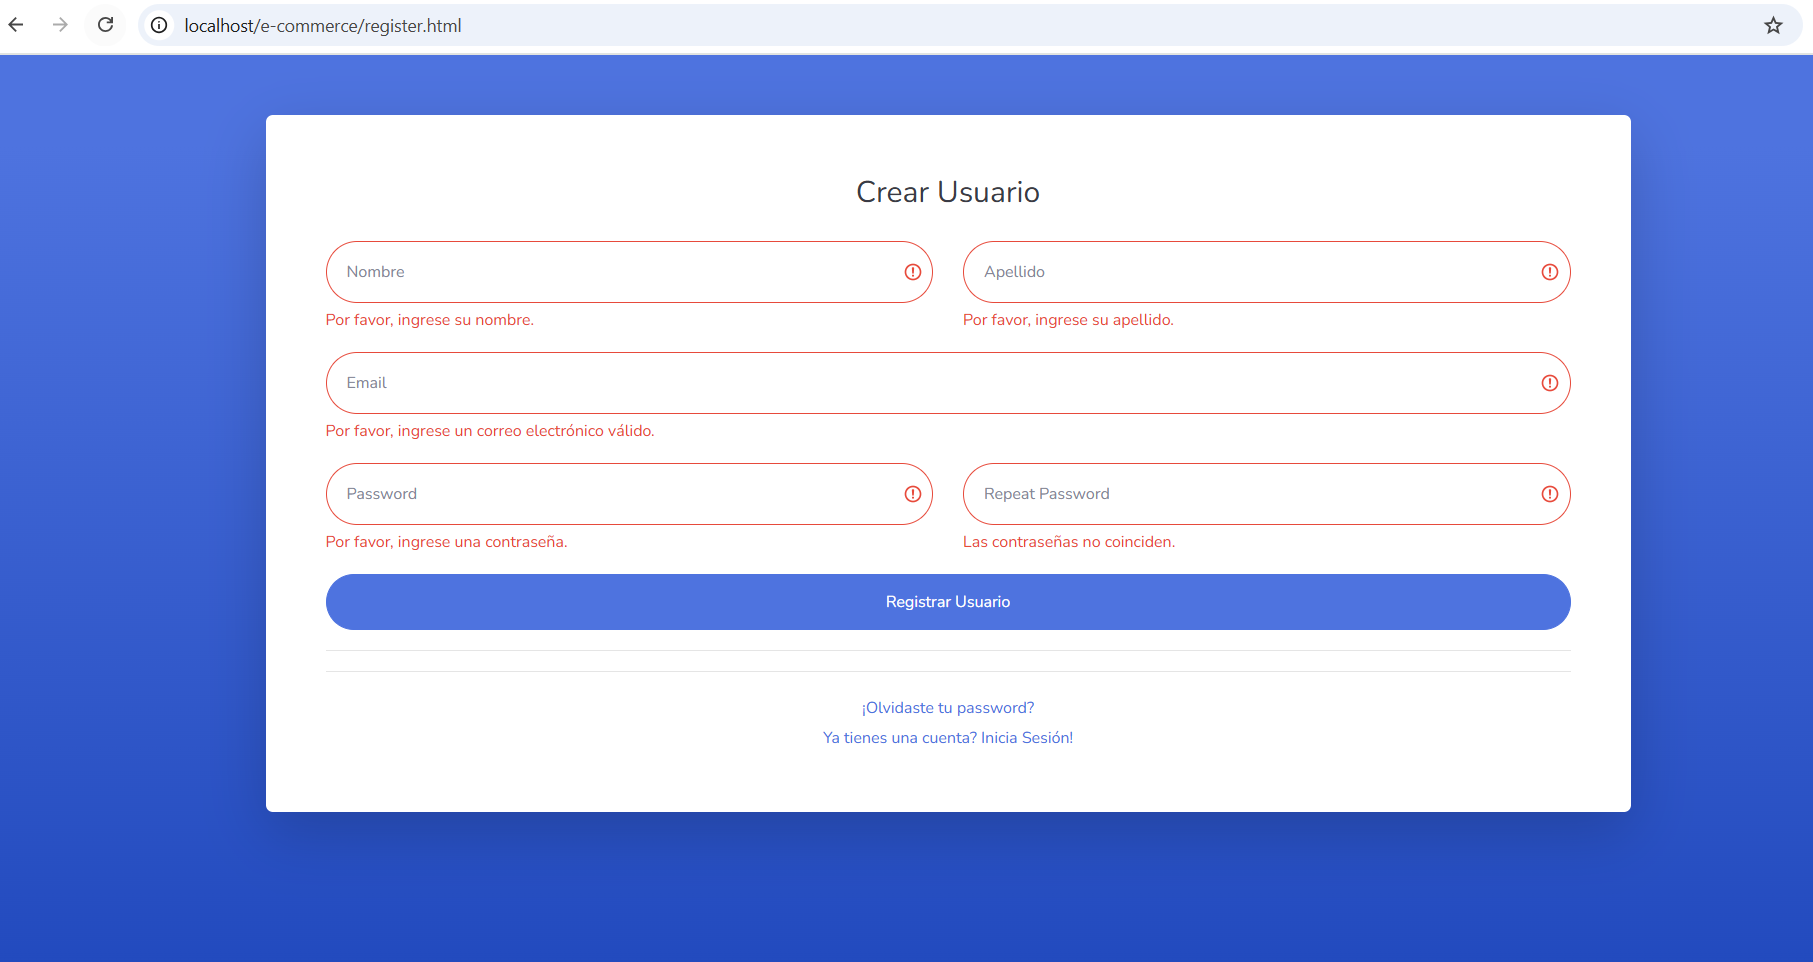 localhost/e-commerce/register.html
Crear Usuario
Nombre
Apellido
Por favor, ingrese su nombre.
Por favor, ingrese su apellido.
Email
Por favor, ingrese un correo electrónico válido.
Password
Repeat Password
Por favor, ingrese una contraseña.
Las contraseñas no coinciden.
Registrar Usuario
¡Olvidaste tu password?
Ya tienes una cuenta? Inicia Sesión!